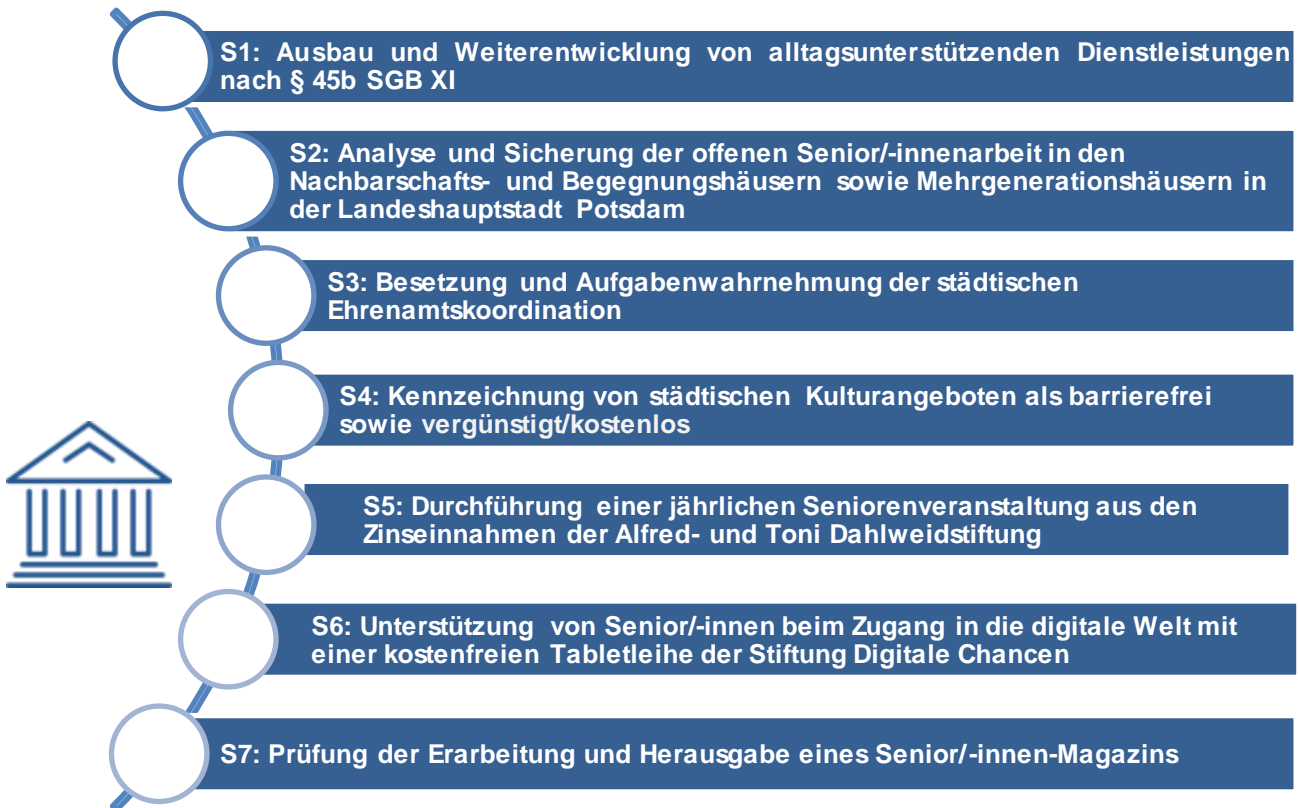 S1: Ausbau und Weiterentwicklung von alltagsunterstützenden Dienstleistungen
nach § 45b SGB XI
S2: Analyse und Sicherung der offenen Senior/-innenarbeit in den
Nachbarschafts- und Begegnungshäusern sowie Mehrgenerationshäusern in
der Landeshauptstadt Potsdam
S3: Besetzung und Aufgabenwahrnehmung der städtischen
Ehrenamtskoordination
S4: Kennzeichnung von städtischen Kulturangeboten als barrierefrei
sowie vergünstigt/kostenlos
S5: Durchführung einer jährlichen Seniorenveranstaltung aus den
Zinseinnahmen der Alfred- und Toni Dahlweidstiftung
S6: Unterstützung von Senior/-innen beim Zugang in die digitale Welt mit
einer kostenfreien Tabletleihe der Stiftung Digitale Chancen
S7: Prüfung der Erarbeitung und Herausgabe eines Senior/-innen-Magazins